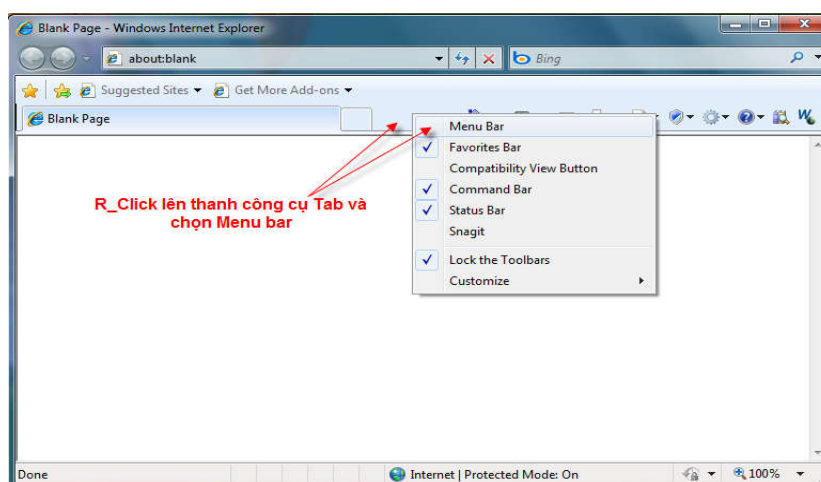 Blank Page - Windows Internet Explorer
about:blank
Bing
Suggested Sites
Get More Add-ons
Blank Page
Menu Bar
Favorites Bar
Compatibility View Button
Command Bar
Status Bar
Snagit
Lock the Toolbars
Customize
R_Click lên thanh công cụ Tab và
chọn Menu bar
Done
Internet | Protected Mode: On
100%